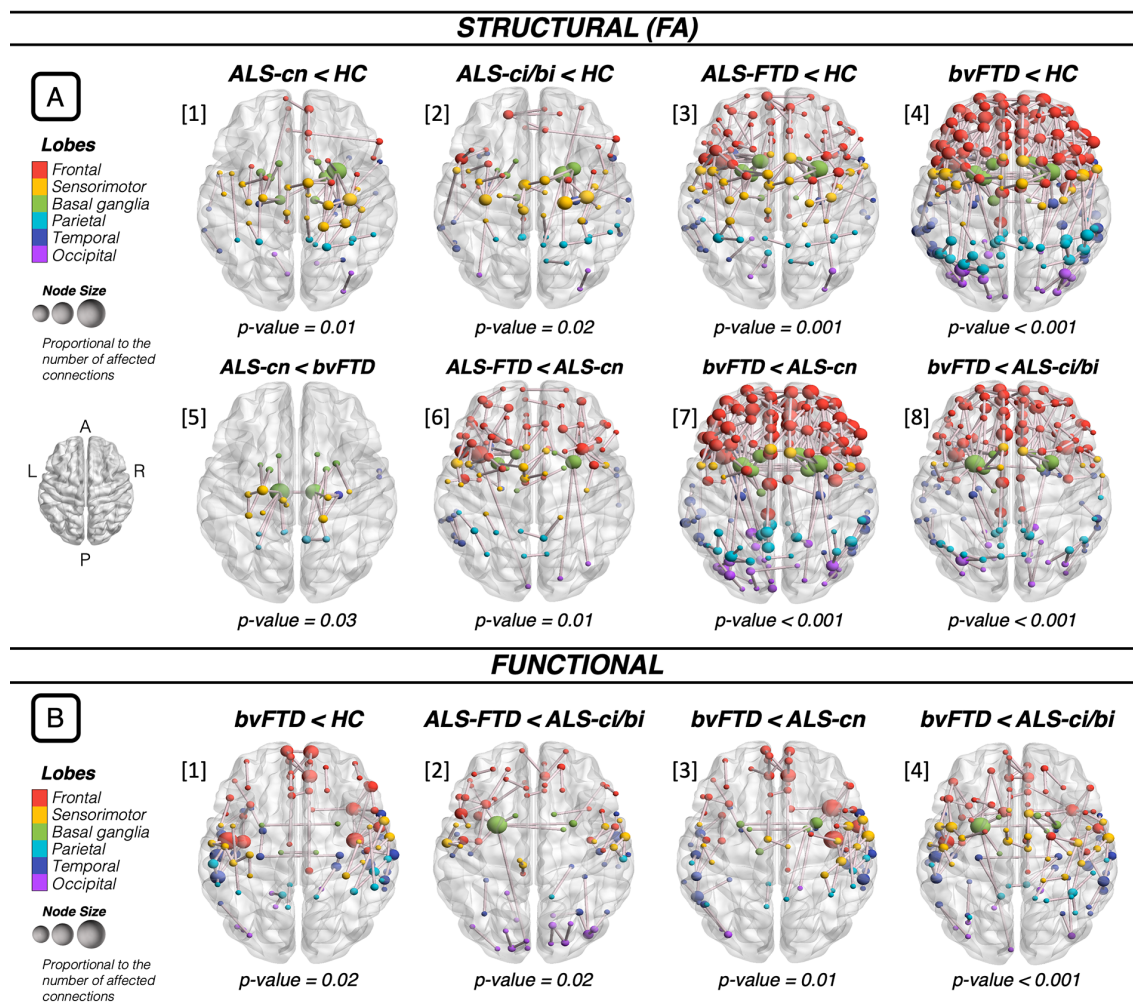 STRUCTURAL (FA)
A
ALS-cn < HC
ALS-ci/bi < HC
ALS-FTD < HC
bvFTD < HC
[1]
[2]
[3]
[4]
Lobes
Frontal
Sensorimotor
Basal ganglia
Parietal
Temporal
Occipital
Node Size
Proportional to the
number of affected
connections
p-value = 0.01
p-value = 0.02
p-value = 0.001
p-value < 0.001
ALS-cn < bvFTD
ALS-FTD < ALS-cn
bvFTD < ALS-cn
bvFTD < ALS-ci/bi
[5]
[6]
[7]
[8]
A
L
R
P
p-value = 0.03
p-value = 0.01
p-value < 0.001
p-value < 0.001
FUNCTIONAL
B
bvFTD < HC
ALS-FTD < ALS-ci/bi
bvFTD < ALS-cn
bvFTD < ALS-ci/bi
[1]
[2]
[3]
[4]
Lobes
Frontal
Sensorimotor
Basal ganglia
Parietal
Temporal
Occipital
Node Size
Proportional to the
number of affected
connections
p-value = 0.02
p-value = 0.02
p-value = 0.01
p-value < 0.001